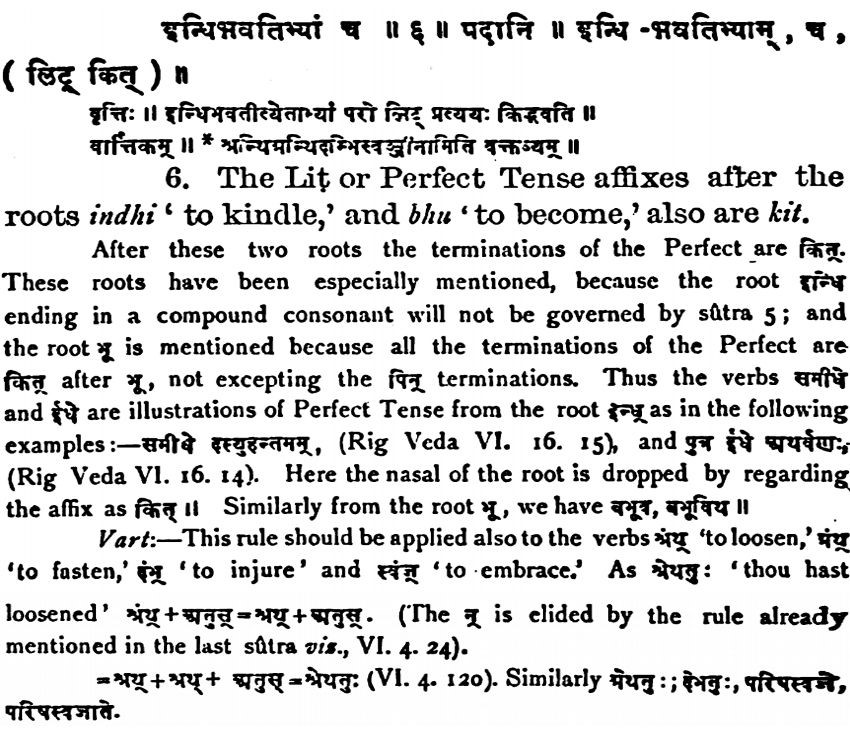 इन्धिभवतिभ्यां च ॥ ६ ॥ पदानि ॥ इन्धि -भवतिभ्याम् , च ,
( लिट् कित् ) ॥
वृत्तिः ॥ इन्धिभवतीत्येताभ्यां परो लिट् प्रत्ययः किद्भवति ॥
वार्त्तिकम् ॥ * श्रन्थिग्रन्थिदम्भिस्वञ्जीनामिति वक्तव्यम् ॥
6. The Liṭ or Perfect Tense affixes after the
roots indhi ‘ to kindle,’ and bhu ‘ to become,’ also are kit.
After these two roots the terminations of the Perfect are कित्.
These roots have been especially mentioned, because the root इन्धि
ending in a compound consonant will not be governed by sûtra 5 ; and
the root भू is mentioned because all the terminations of the Perfect are
कित् after भू, not excepting the पित् terminations. Thus the verbs समीधे
and ईधे are illustrations of Perfect Tense from the root इन्ध् as in the following
examples :—समीधे दस्युहन्तमम्, (Rig Veda VI. 16. 15), and पुत्र ईधे अथर्वणः,
(Rig Veda VI. 16. 14). Here the nasal of the root is dropped by regarding
the affix as कित् ॥ Similarly from the root भू, we have बभूव, बभूविथ ॥
Vart:—This rule should be applied also to the verbs श्रंथ् ‘to loosen,’ ग्रंथ्
‘to fasten,’ दंभ् ‘to injure’ and स्वंज् ‘to embrace.’ As श्रेथतुः ‘thou hast
loosened’ श्रंथ्+अतुस्=श्रथ्+अतुस्. (The न् is elided by the rule already
mentioned in the last sûtra vis., VI. 4. 24).
=श्रथ्+श्रथ्+ अतुस्=श्रेथतुः (VI. 4. 120). Similarly ग्रेथतुः; देभतुः, परिषस्वजे,
परिषस्वजाते.